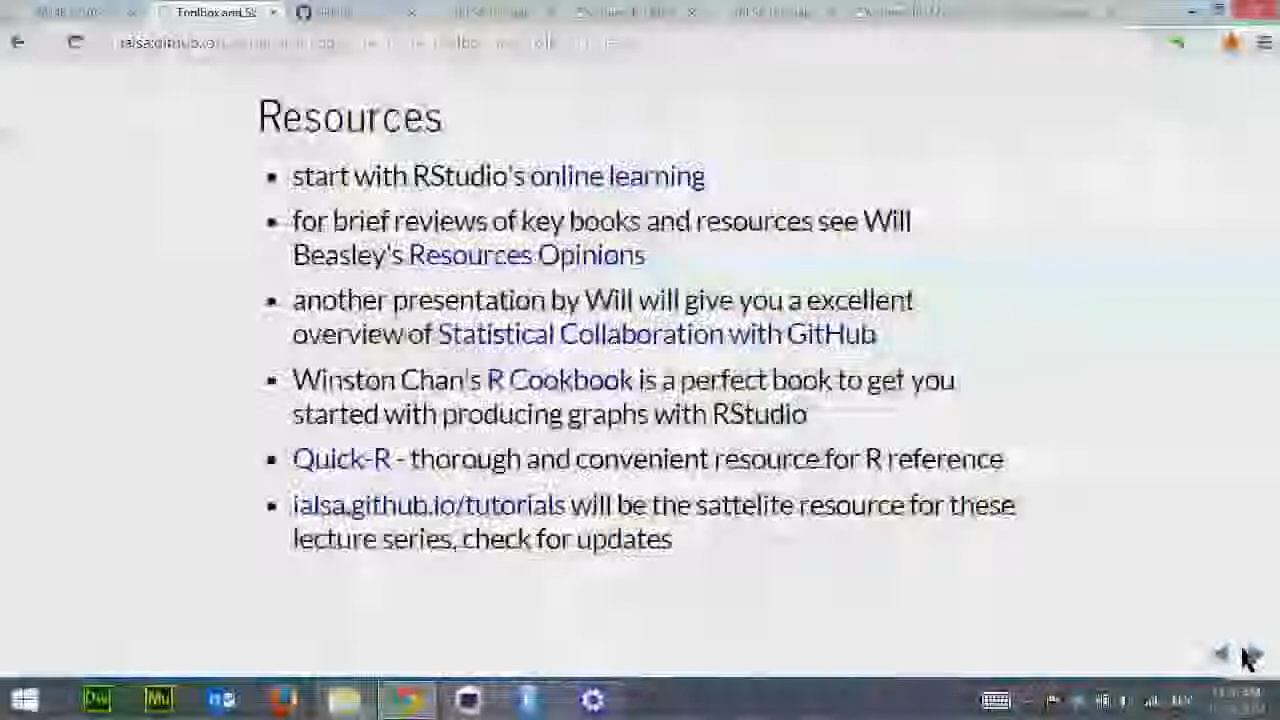 Resources
start with RStudio's online learning
for brief reviews of key books and resources see Will
Beasley's Resources Opinions
another presentation by Will will give you a excellent
overview of Statistical Collaboration with GitHub
Winston Chan's R Cookbook is a perfect book to get you
started with producing graphs with RStudio
Quick-R - thorough and convenient resource for R reference
ialsa.github.io/tutorials will be the sattelite resource for these
lecture series, check for updates
Dw
Mu